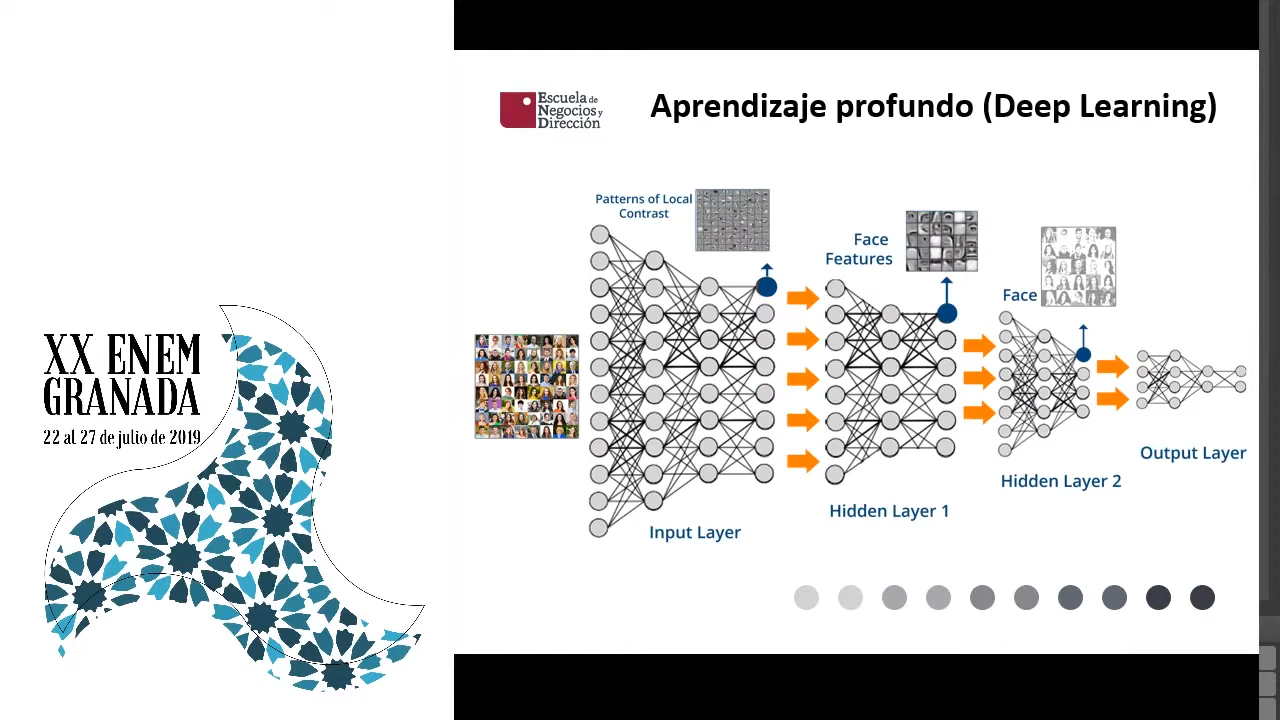 XX ENEM
GRANADA
22 al 27 de julio de 2019
Escuela de
Negocios y
Dirección
Aprendizaje profundo (Deep Learning)
Patterns of Local
Contrast
Face
Features
Face
Input Layer
Hidden Layer 1
Hidden Layer 2
Output Layer